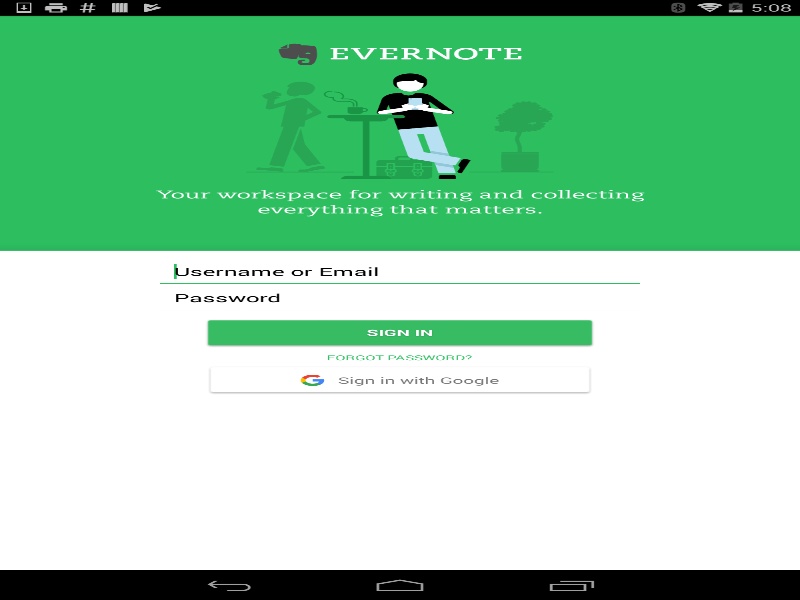 5:08
EVERNOTE
Your workspace for writing and collecting
everything that matters.
Username or Email
Password
SIGN IN
FORGOT PASSWORD?
Sign in with Google